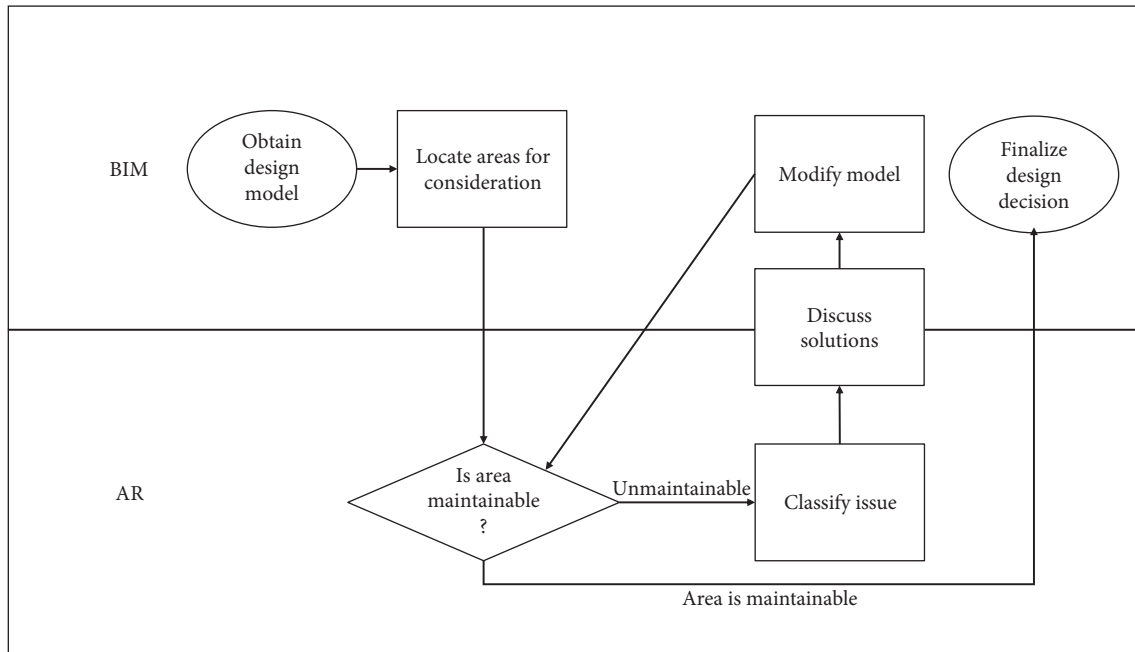 BIM
Obtain
design
model
Locate areas for
consideration
Modify model
Finalize
design
decision
Discuss
solutions
AR
Is area
maintainable
?
Unmaintainable
Classify issue
Area is maintainable